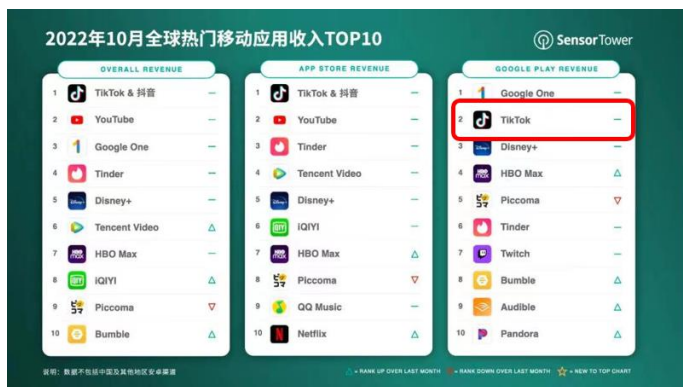 2022年10月全球热门移动应用收入TOP10
SensorTower
OVERALL REVENUE
1 TikTok & 抖音 –
2 YouTube –
3 Google One –
4 Tinder –
5 Disney+ –
6 Tencent Video △
7 HBO Max –
8 iQIYI △
9 Piccoma ▽
10 Bumble △
APP STORE REVENUE
1 TikTok & 抖音 –
2 YouTube –
3 Tinder –
4 Tencent Video –
5 Disney+ –
6 iQIYI –
7 HBO Max △
8 Piccoma ▽
9 QQ Music –
10 Netflix △
GOOGLE PLAY REVENUE
1 Google One –
2 TikTok –
3 Disney+ –
4 HBO Max △
5 Piccoma ▽
6 Tinder –
7 Twitch –
8 Bumble △
9 Audible △
10 Pandora △
说明：数据不包括中国及其他地区安卓渠道
△ = RANK UP OVER LAST MONTH ▽ = RANK DOWN OVER LAST MONTH ☆ = NEW TO TOP CHART